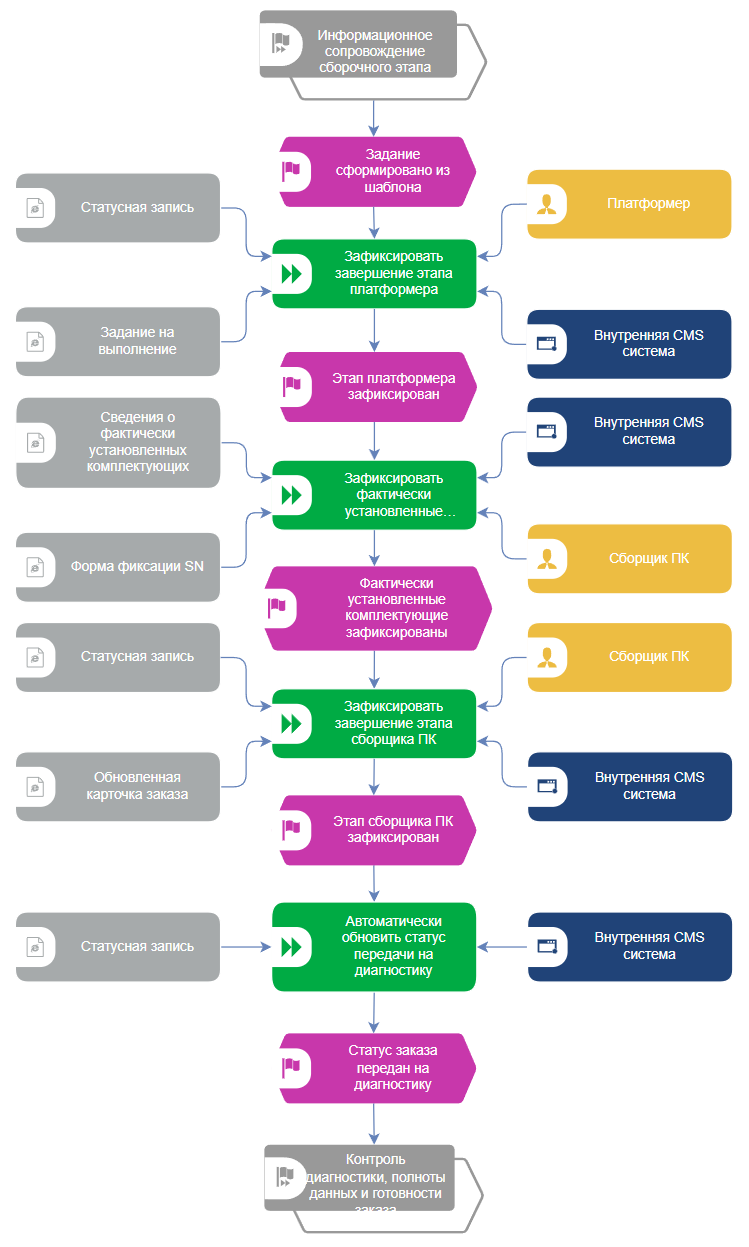 Информационное
сопровождение
сборочного этапа
Задание
сформировано из
шаблона
Статусная запись
Платформер
Зафиксировать
завершение этапа
платформера
Задание на
выполнение
Внутренняя CMS
система
Этап платформера
зафиксирован
Сведения о
фактически
установленных
комплектующих
Внутренняя CMS
система
Зафиксировать
фактически
установленные…
Форма фиксации SN
Сборщик ПК
Фактически
установленные
комплектующие
зафиксированы
Статусная запись
Сборщик ПК
Зафиксировать
завершение этапа
сборщика ПК
Обновленная
карточка заказа
Внутренняя CMS
система
Этап сборщика ПК
зафиксирован
Статусная запись
Автоматически
обновить статус
передачи на
диагностику
Внутренняя CMS
система
Статус заказа
передан на
диагностику
Контроль
диагностики, полноты
данных и готовности
заказа